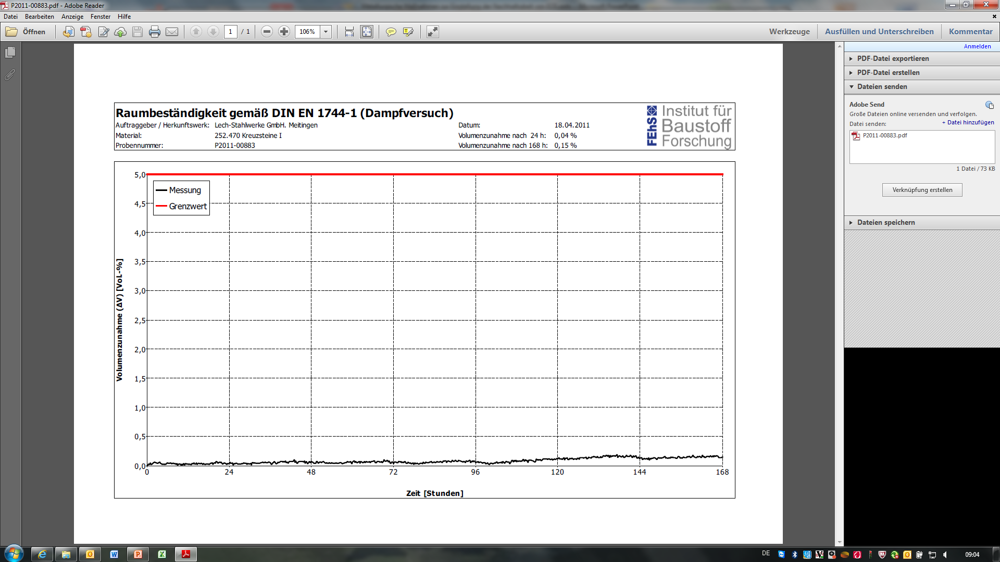 P2011-00883.pdf - Adobe Reader
Datei Bearbeiten Anzeige Fenster Hilfe
Öffnen 1 / 1 106% Werkzeuge Ausfüllen und Unterschreiben Kommentar
Anmelden
PDF-Datei exportieren
PDF-Datei erstellen
Dateien senden
Adobe Send
Große Dateien online versenden und verfolgen.
Datei senden: + Datei hinzufügen
P2011-00883.pdf
1 Datei / 73 KB
Verknüpfung erstellen
Dateien speichern
Raumbeständigkeit gemäß DIN EN 1744-1 (Dampfversuch)
Auftraggeber / Herkunftswerk: Lech-Stahlwerke GmbH. Meitingen Datum: 18.04.2011
Material: 252.470 Kreuzsteine I Volumenzunahme nach 24 h: 0,04 %
Probennummer: P2011-00883 Volumenzunahme nach 168 h: 0,15 %
FEhS
Institut für
Baustoff
Forschung
Messung
Grenzwert
5,0
4,5
4,0
3,5
3,0
2,5
2,0
1,5
1,0
0,5
0,0
Volumenzunahme (ΔV) [Vol.-%]
0 24 48 72 96 120 144 168
Zeit [Stunden]
DE 09:04